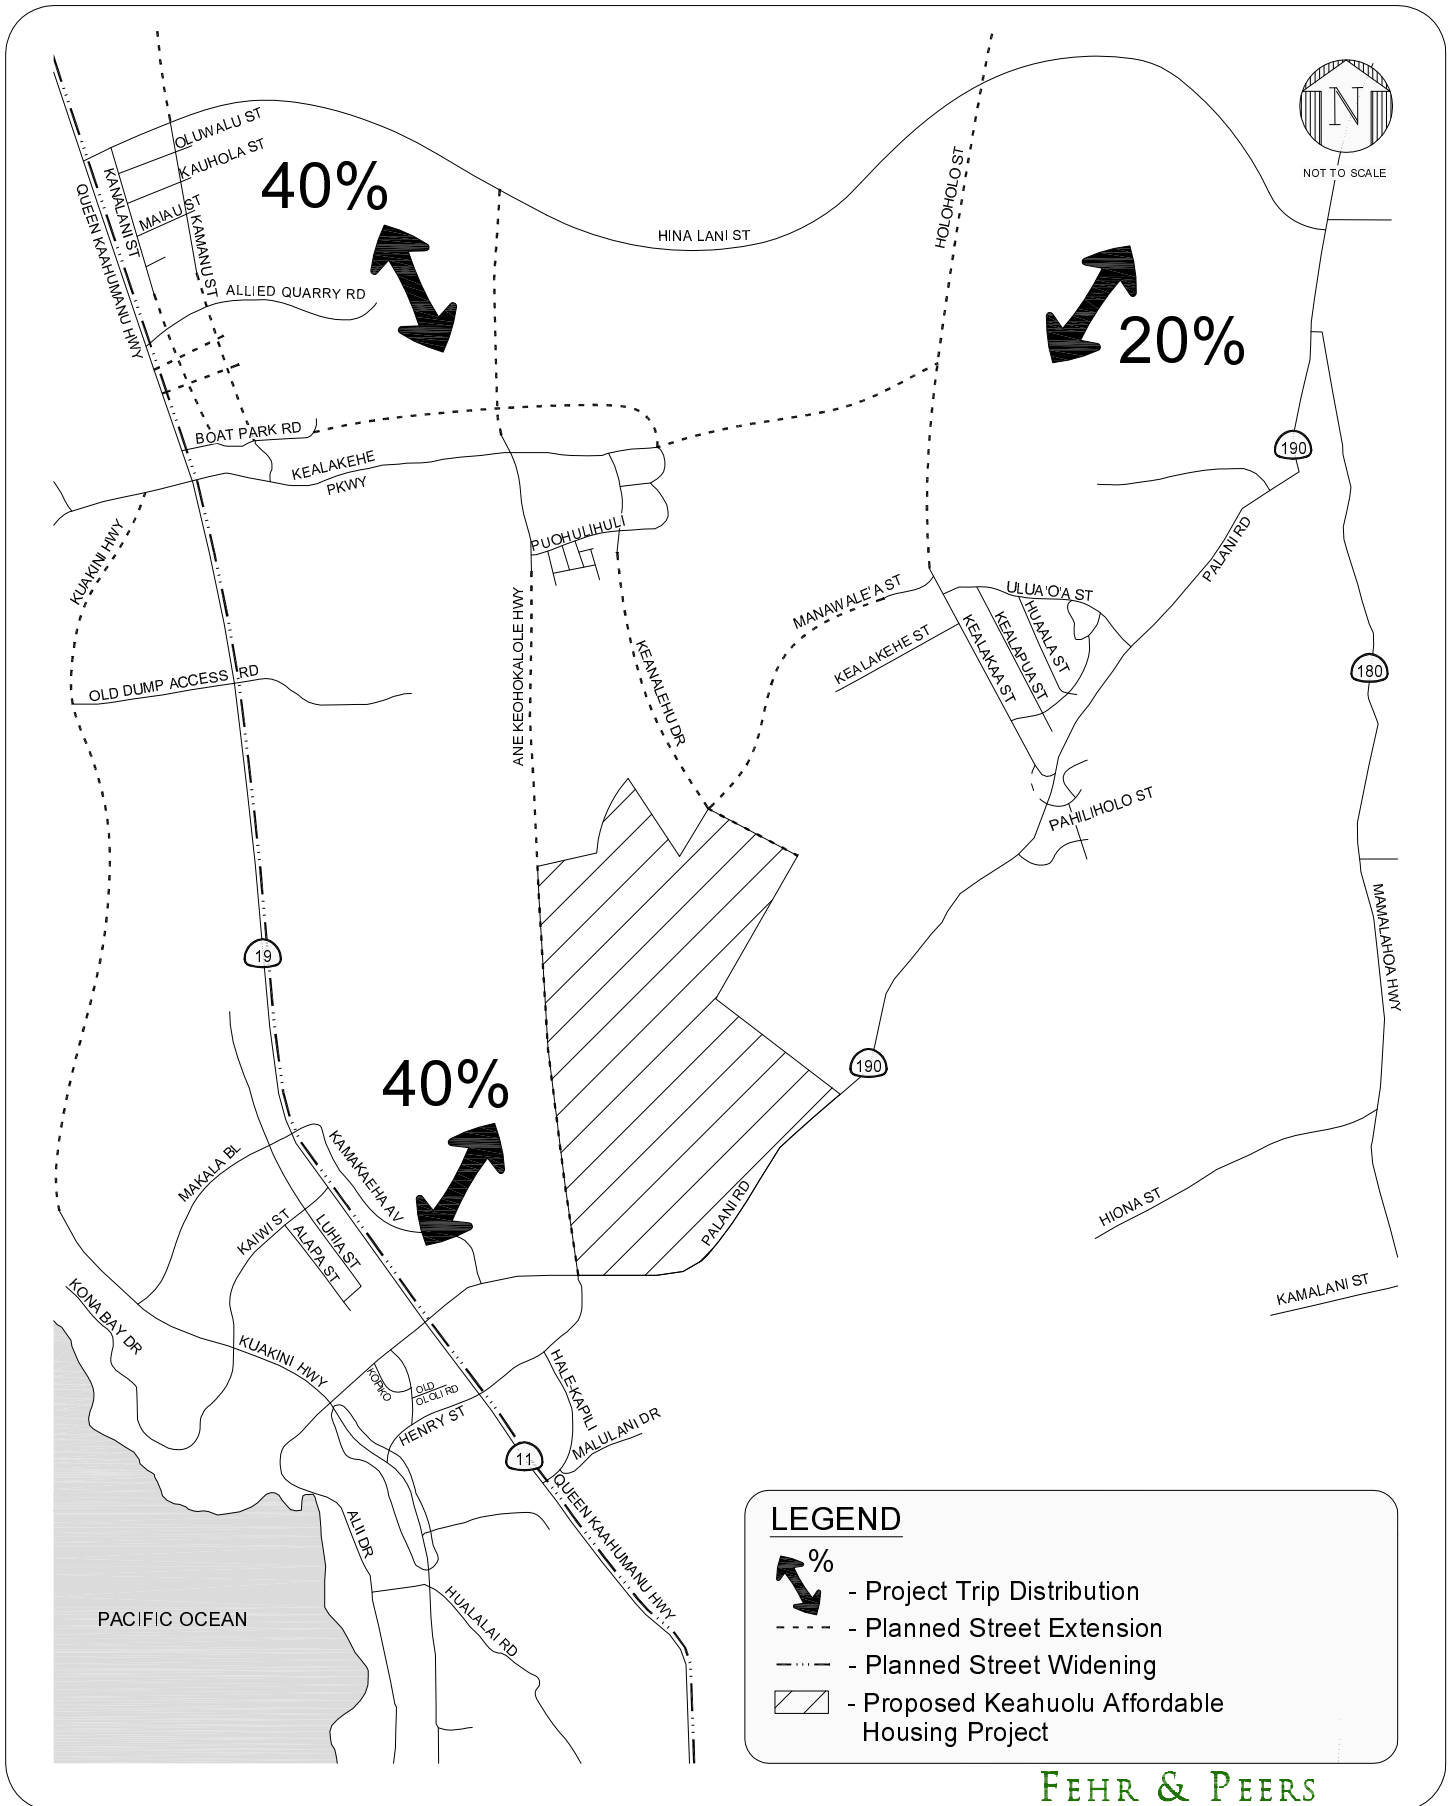 OLUWALU ST
KAUHOLA ST
MAIAU ST
KANALANI ST
KAMANU ST
QUEEN KAAHUMANU HWY
40%
HINA LANI ST
HOLOHOLO ST
N
NOT TO SCALE
ALLIED QUARRY RD
20%
BOAT PARK RD
KEALAKEHE
PKWY
190
KUAKINI HWY
PUOHULIHULI
PALANI RD
ANE KEOHOKALOLE HWY
KEANALEHU DR
MANAWALE'A ST
KEALAKEHE ST
ULUA'O'A ST
HUAALA ST
KEALAPUA ST
KEALAKAA ST
OLD DUMP ACCESS RD
180
PAHILIHOLO ST
MAMALAHOA HWY
19
40%
190
MAKALA BL
KAMAKAEHA AV
KAIWI ST
LUHIA ST
ALAPA ST
PALANI RD
HIONA ST
KAMALANI ST
KONA BAY DR
KUAKINI HWY
KOPIKO
OLD
OLOLI RD
HENRY ST
HALE-KAPILI
MALULANI DR
11
QUEEN KAAHUMANU HWY
ALII DR
HUALALAI RD
PACIFIC OCEAN
LEGEND
%
- Project Trip Distribution
- Planned Street Extension
- Planned Street Widening
- Proposed Keahuolu Affordable
Housing Project
FEHR & PEERS